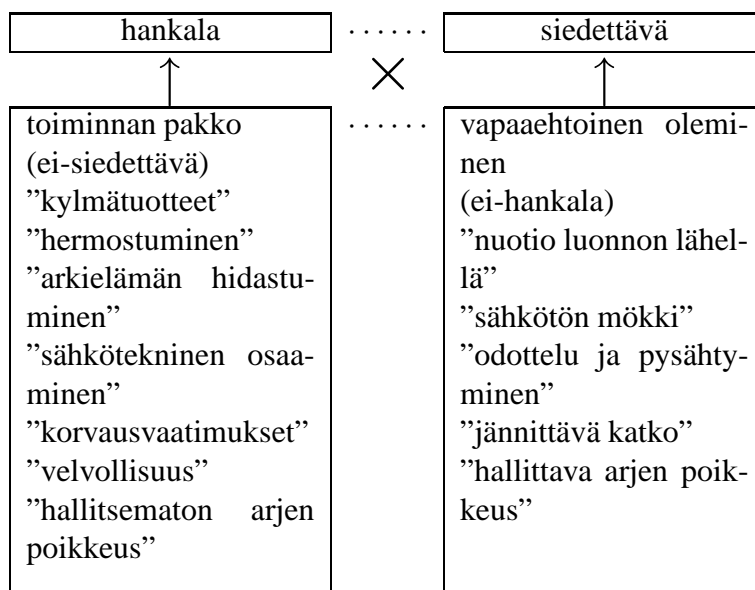 hankala ...... siedettävä
toiminnan pakko
(ei-siedettävä)
”kylmätuotteet”
”hermostuminen”
”arkielämän hidastu-
minen”
”sähkötekninen osaa-
minen”
”korvausvaatimukset”
”velvollisuus”
”hallitsematon arjen
poikkeus”
......
vapaaehtoinen olemi-
nen
(ei-hankala)
”nuotio luonnon lähel-
lä”
”sähkötön mökki”
”odottelu ja pysähty-
minen”
”jännittävä katko”
”hallittava arjen poik-
keus”